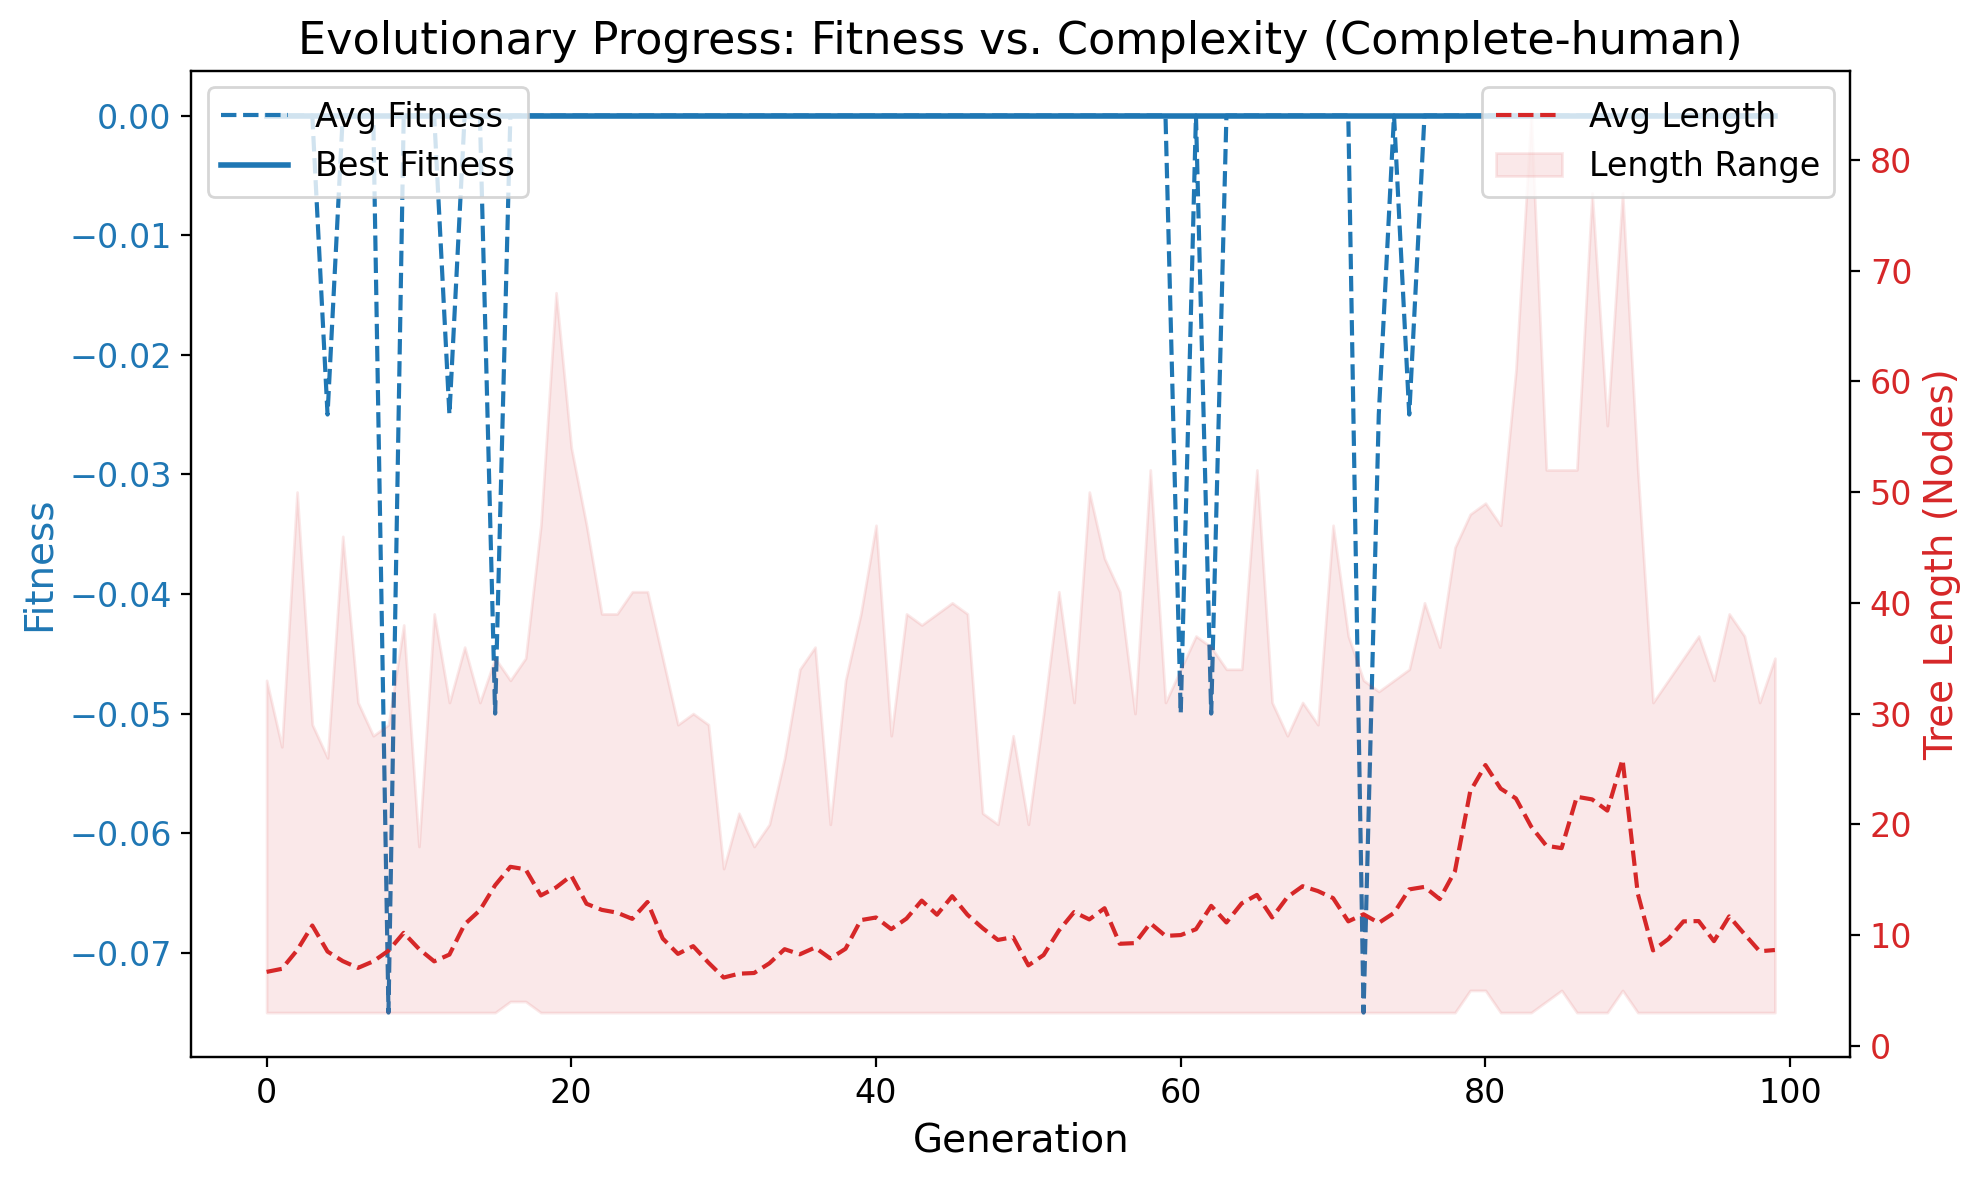 Evolutionary Progress: Fitness vs. Complexity (Complete-human)
Avg Fitness
Best Fitness
Avg Length
Length Range
Fitness
0.00
−0.01
−0.02
−0.03
−0.04
−0.05
−0.06
−0.07
80
70
60
50
40
30
20
10
0
Tree Length (Nodes)
0 20 40 60 80 100
Generation